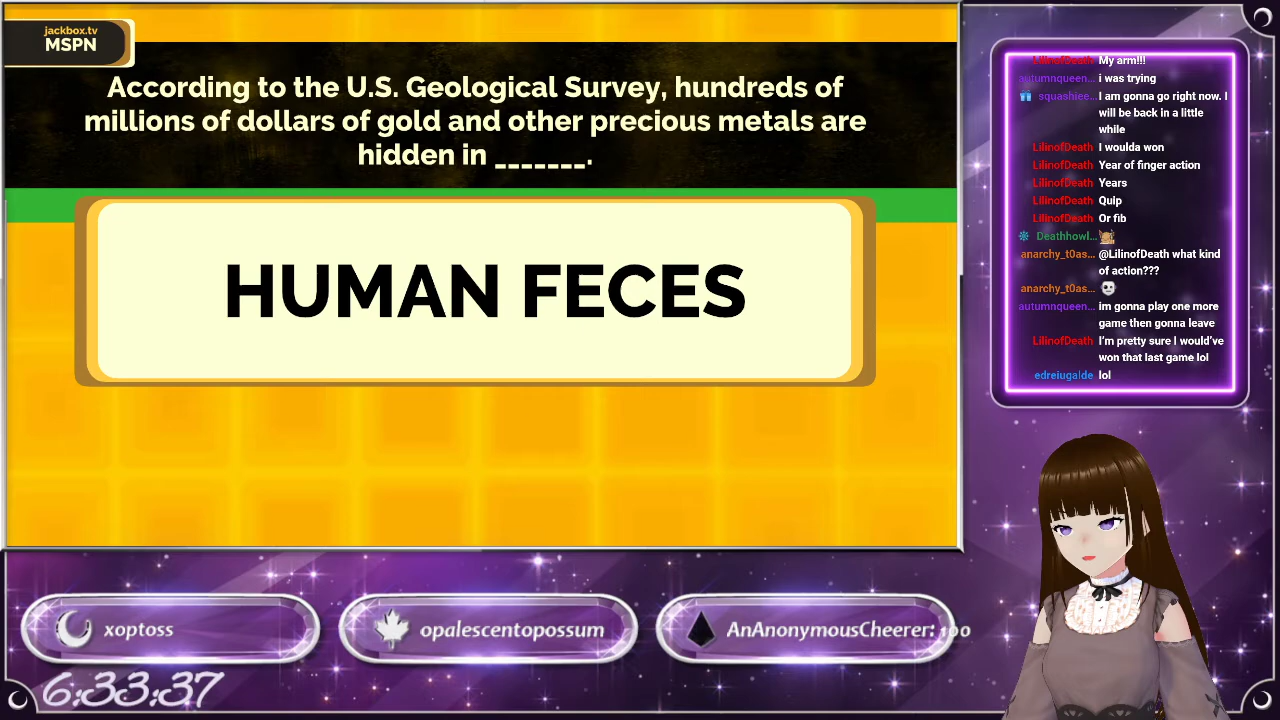 jackbox.tv
MSPN
According to the U.S. Geological Survey, hundreds of
millions of dollars of gold and other precious metals are
hidden in _______.
HUMAN FECES
LilinofDeath My arm!!!
autumnqueen... i was trying
squashiee... I am gonna go right now. I
will be back in a little
while
LilinofDeath I woulda won
LilinofDeath Year of finger action
LilinofDeath Years
LilinofDeath Quip
LilinofDeath Or fib
Deathhowl...
anarchy_t0as... @LilinofDeath what kind
of action???
anarchy_t0as...
autumnqueen... im gonna play one more
game then gonna leave
LilinofDeath I'm pretty sure I would've
won that last game lol
edreiugalde lol
xoptoss
opalescentopossum
AnAnonymousCheerer: 100
6:33:37